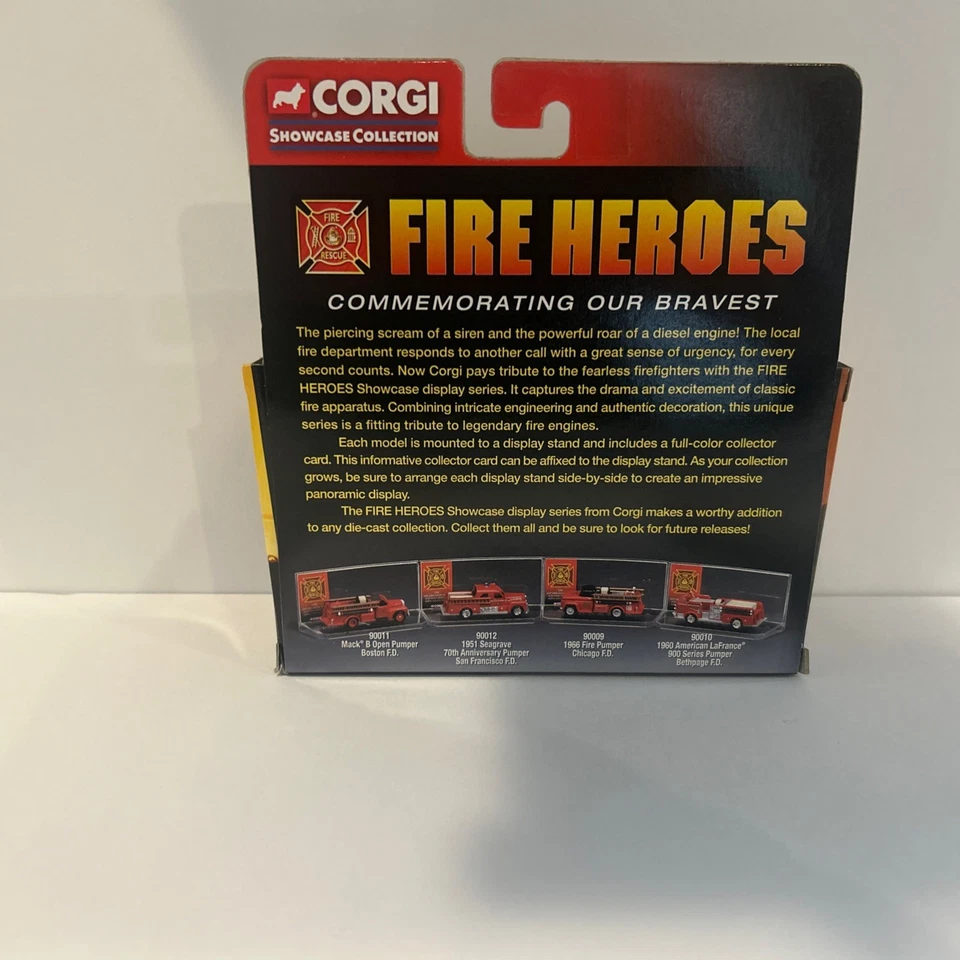 CORGI
SHOWCASE COLLECTION
FIRE
RESCUE
FIRE HEROES
COMMEMORATING OUR BRAVEST
The piercing scream of a siren and the powerful roar of a diesel engine! The local
fire department responds to another call with a great sense of urgency, for every
second counts. Now Corgi pays tribute to the fearless firefighters with the FIRE
HEROES Showcase display series. It captures the drama and excitement of classic
fire apparatus. Combining intricate engineering and authentic decoration, this unique
series is a fitting tribute to legendary fire engines.
Each model is mounted to a display stand and includes a full-color collector
card. This informative collector card can be affixed to the display stand. As your collection
grows, be sure to arrange each display stand side-by-side to create an impressive
panoramic display.
The FIRE HEROES Showcase display series from Corgi makes a worthy addition
to any die-cast collection. Collect them all and be sure to look for future releases!
90011
Mack® B Open Pumper
Boston F.D.
90012
1951 Seagrave
70th Anniversary Pumper
San Francisco F.D.
90009
1966 Fire Pumper
Chicago F.D.
90010
1960 American LaFrance®
900 Series Pumper
Bethpage F.D.